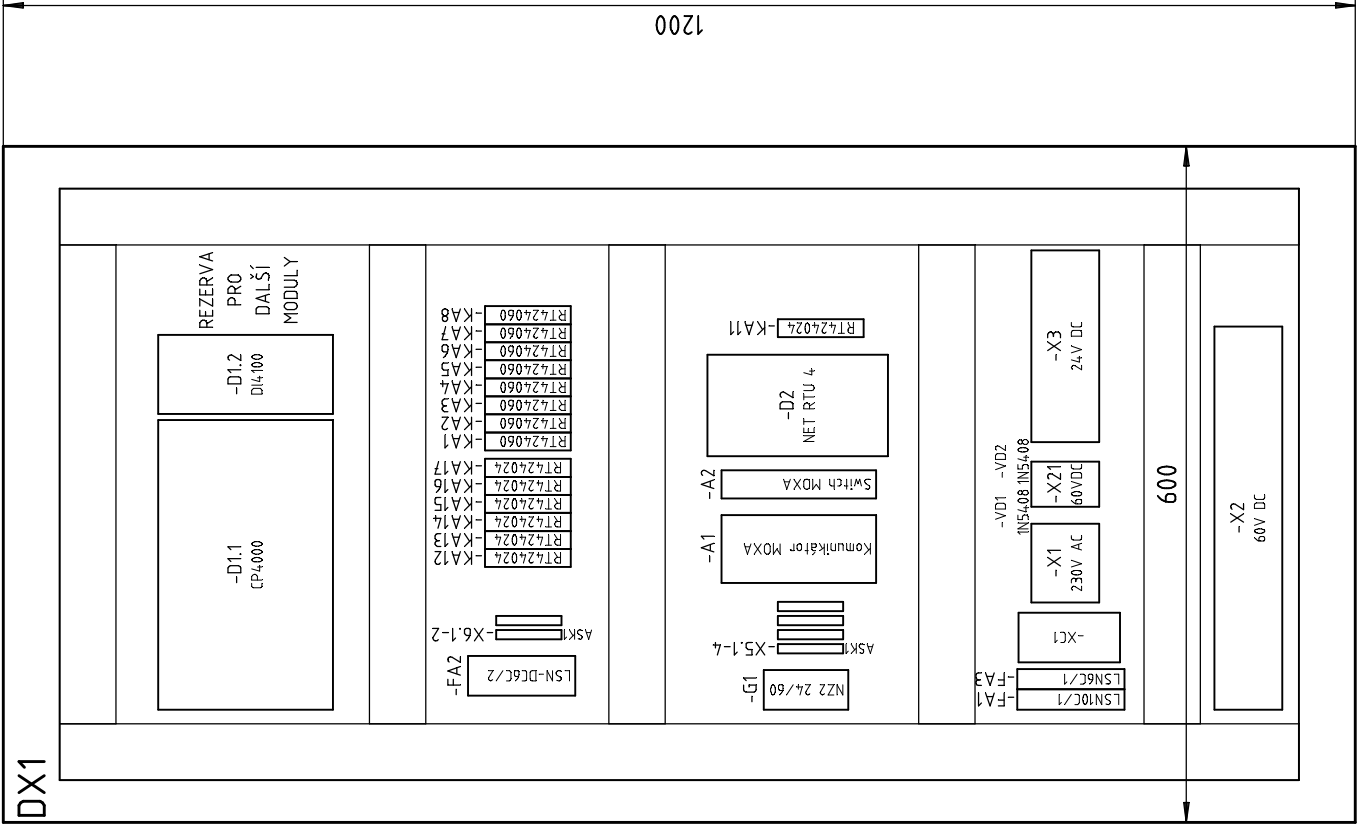 1200
DX1
REZERVA
PRO
DALŠÍ
MODULY
-D1.2
DI4100
-D1.1
CP4000
-KA8 RT424060
-KA7 RT424060
-KA6 RT424060
-KA5 RT424060
-KA4 RT424060
-KA3 RT424060
-KA2 RT424060
-KA1 RT424060
-KA17 RT424024
-KA16 RT424024
-KA15 RT424024
-KA14 RT424024
-KA13 RT424024
-KA12 RT424024
-X6.1-2
ASK1
-FA2
LSN-DC6C/2
-KA11 RT424024
-D2
NET RTU 4
-A2
Switch MOXA
-A1
Komunikátor MOXA
-X5.1-4
ASK1
-G1
NZ2 24/60
-X3
24V DC
-VD1 -VD2
1N5408 1N5408
-X21
60VDC
-X1
230V AC
-XC1
-FA3 LSN6C/1
-FA1 LSN10C/1
600
-X2
60V DC